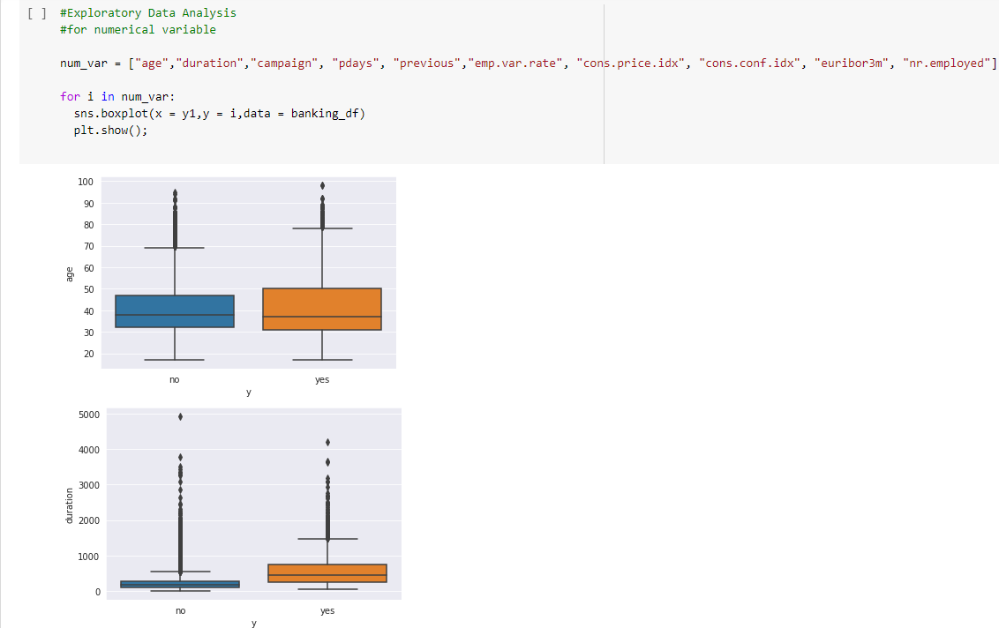 [ ] #Exploratory Data Analysis
#for numerical variable
num_var = ["age","duration","campaign", "pdays", "previous","emp.var.rate", "cons.price.idx", "cons.conf.idx", "euribor3m", "nr.employed"]
for i in num_var:
sns.boxplot(x = y1,y = i,data = banking_df)
plt.show();
100
90
80
70
60
50
40
30
20
age
no yes
y
5000
4000
3000
2000
1000
0
duration
no yes
y